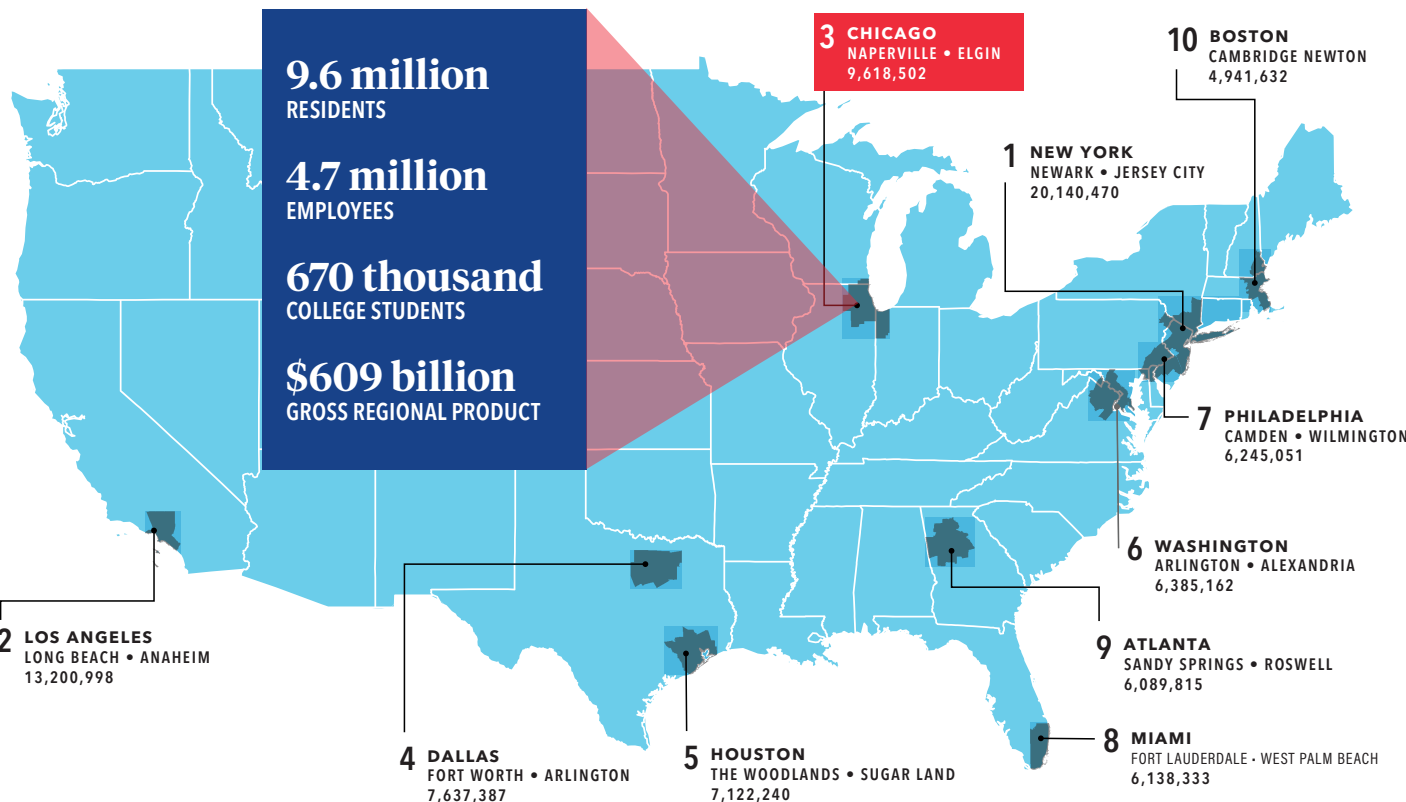 9.6 million
RESIDENTS
4.7 million
EMPLOYEES
670 thousand
COLLEGE STUDENTS
$609 billion
GROSS REGIONAL PRODUCT
3 CHICAGO
NAPERVILLE • ELGIN
9,618,502
10 BOSTON
CAMBRIDGE NEWTON
4,941,632
1 NEW YORK
NEWARK • JERSEY CITY
20,140,470
7 PHILADELPHIA
CAMDEN • WILMINGTON
6,245,051
6 WASHINGTON
ARLINGTON • ALEXANDRIA
6,385,162
9 ATLANTA
SANDY SPRINGS • ROSWELL
6,089,815
8 MIAMI
FORT LAUDERDALE · WEST PALM BEACH
6,138,333
5 HOUSTON
THE WOODLANDS • SUGAR LAND
7,122,240
4 DALLAS
FORT WORTH • ARLINGTON
7,637,387
2 LOS ANGELES
LONG BEACH • ANAHEIM
13,200,998